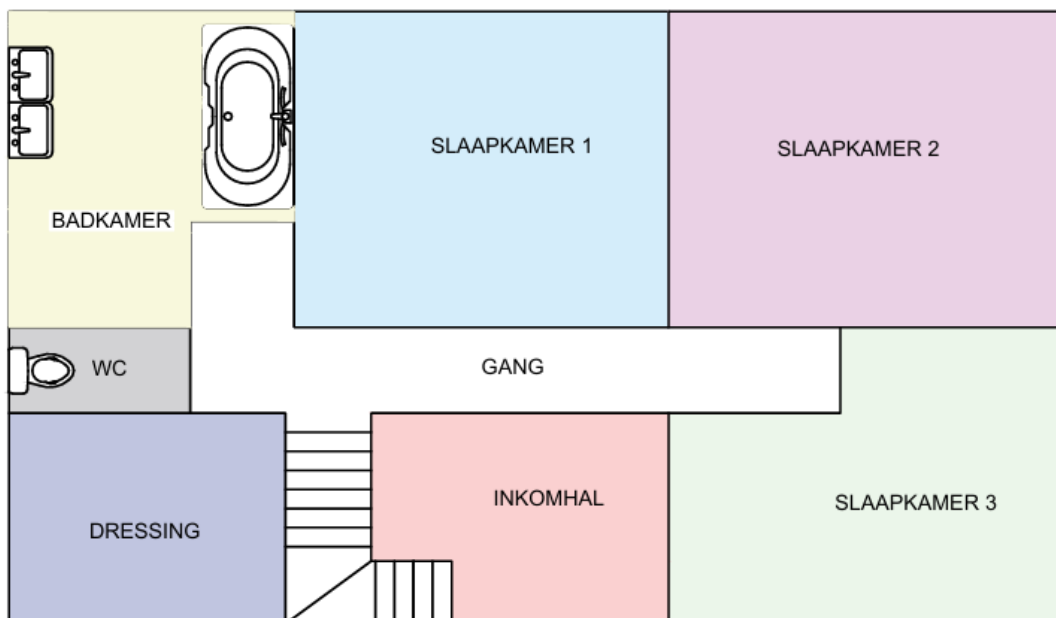 SLAAPKAMER 1
SLAAPKAMER 2
BADKAMER
WC
GANG
DRESSING
INKOMHAL
SLAAPKAMER 3